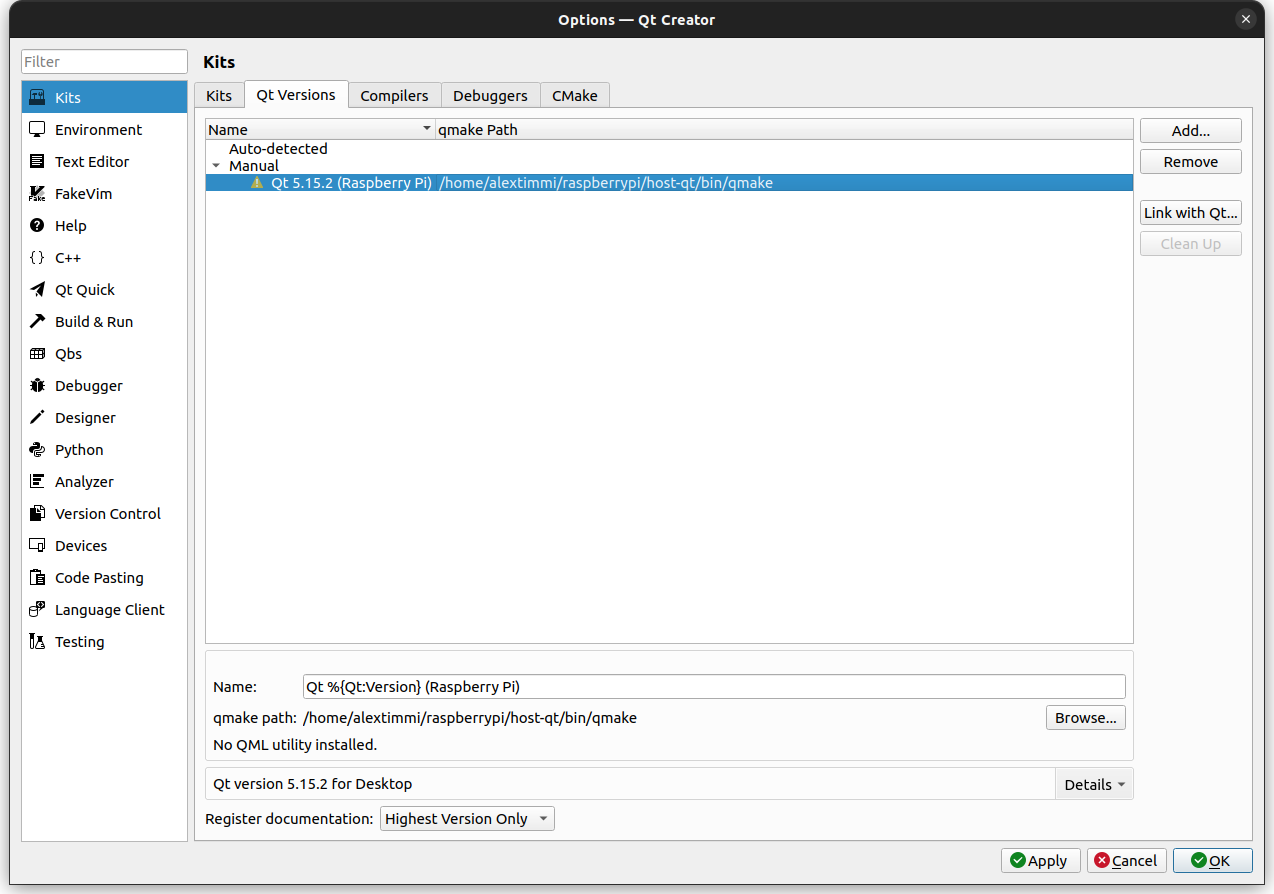 Options — Qt Creator
Filter
Kits
Environment
Text Editor
FakeVim
Help
C++
Qt Quick
Build & Run
Qbs
Debugger
Designer
Python
Analyzer
Version Control
Devices
Code Pasting
Language Client
Testing
Kits
Kits Qt Versions Compilers Debuggers CMake
Name qmake Path
Auto-detected
Manual
Qt 5.15.2 (Raspberry Pi) /home/alextimmi/raspberrypi/host-qt/bin/qmake
Add...
Remove
Link with Qt...
Clean Up
Name: Qt %{Qt:Version} (Raspberry Pi)
qmake path: /home/alextimmi/raspberrypi/host-qt/bin/qmake Browse...
No QML utility installed.
Qt version 5.15.2 for Desktop Details
Register documentation: Highest Version Only
Apply Cancel OK